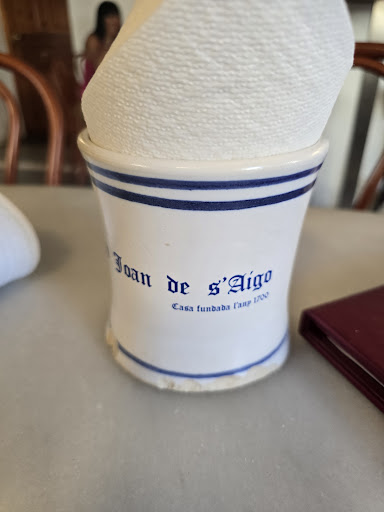 Joan de s'Aigo
Casa fundada l'any 1700